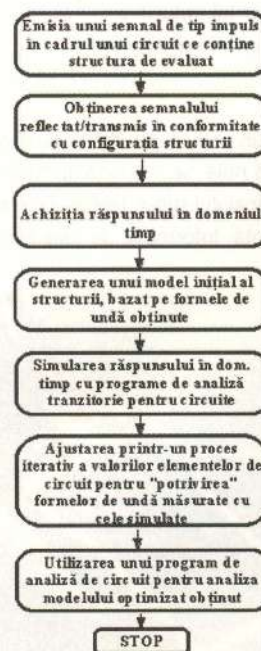 Emisia unui semnal de tip impuls
în cadrul unui circuit ce conține
structura de evaluat
Obținerea semnalului
reflectat/transmis în conformitate
cu configurația structurii
Achiziția răspunsului în domeniul
timp
Generarea unui model inițial al
structurii, bazat pe formele de
undă obținute
Simularea răspunsului în dom.
timp cu programe de analiză
tranzitorie pentru circuite
Ajustarea printr-un proces
iterativ a valorilor elementelor de
circuit pentru "potrivirea"
formelor de undă măsurate cu
cele simulate
Utilizarea unui program de
analiză de circuit pentru analiza
modelului optimizat obținut
STOP